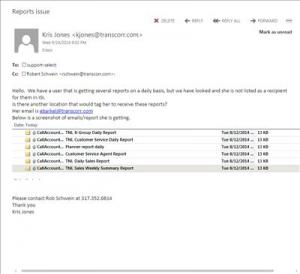 Reports issue
DELETE REPLY REPLY ALL FORWARD
Mark as unread
Kris Jones <kjones@transcorr.com>
Wed 9/24/2014
To: support-select
Cc: Robert Schwein <rschwein@transcorr.com>;
Hello. We have a user that is getting several reports on a daily basis, but we have looked and she is not listed as a recipient
for them in tis.
is there another location that would tag her to receive these reports?
Her email is
Below is a screenshot of emails/report she is getting.
Date: Today
CallAccount... TNL It-Group Daily Report Tue 8/12/2014 ... 13 KB
CallAccount... TNL Customer Service Daily Report Tue 8/12/2014 ... 13 KB
CallAccount... Planner report daily Tue 8/12/2014 ... 13 KB
CallAccount... Customer Service Agent Report Tue 8/12/2014 ... 13 KB
CallAccount... TNL Daily Sales Report Tue 8/12/2014 ... 13 KB
CallAccount... TNL Sales Weekly Summary Report Tue 8/12/2014 ... 13 KB
Please contact Rob Schwein at 317.352.6814
Thank you
Kris Jones